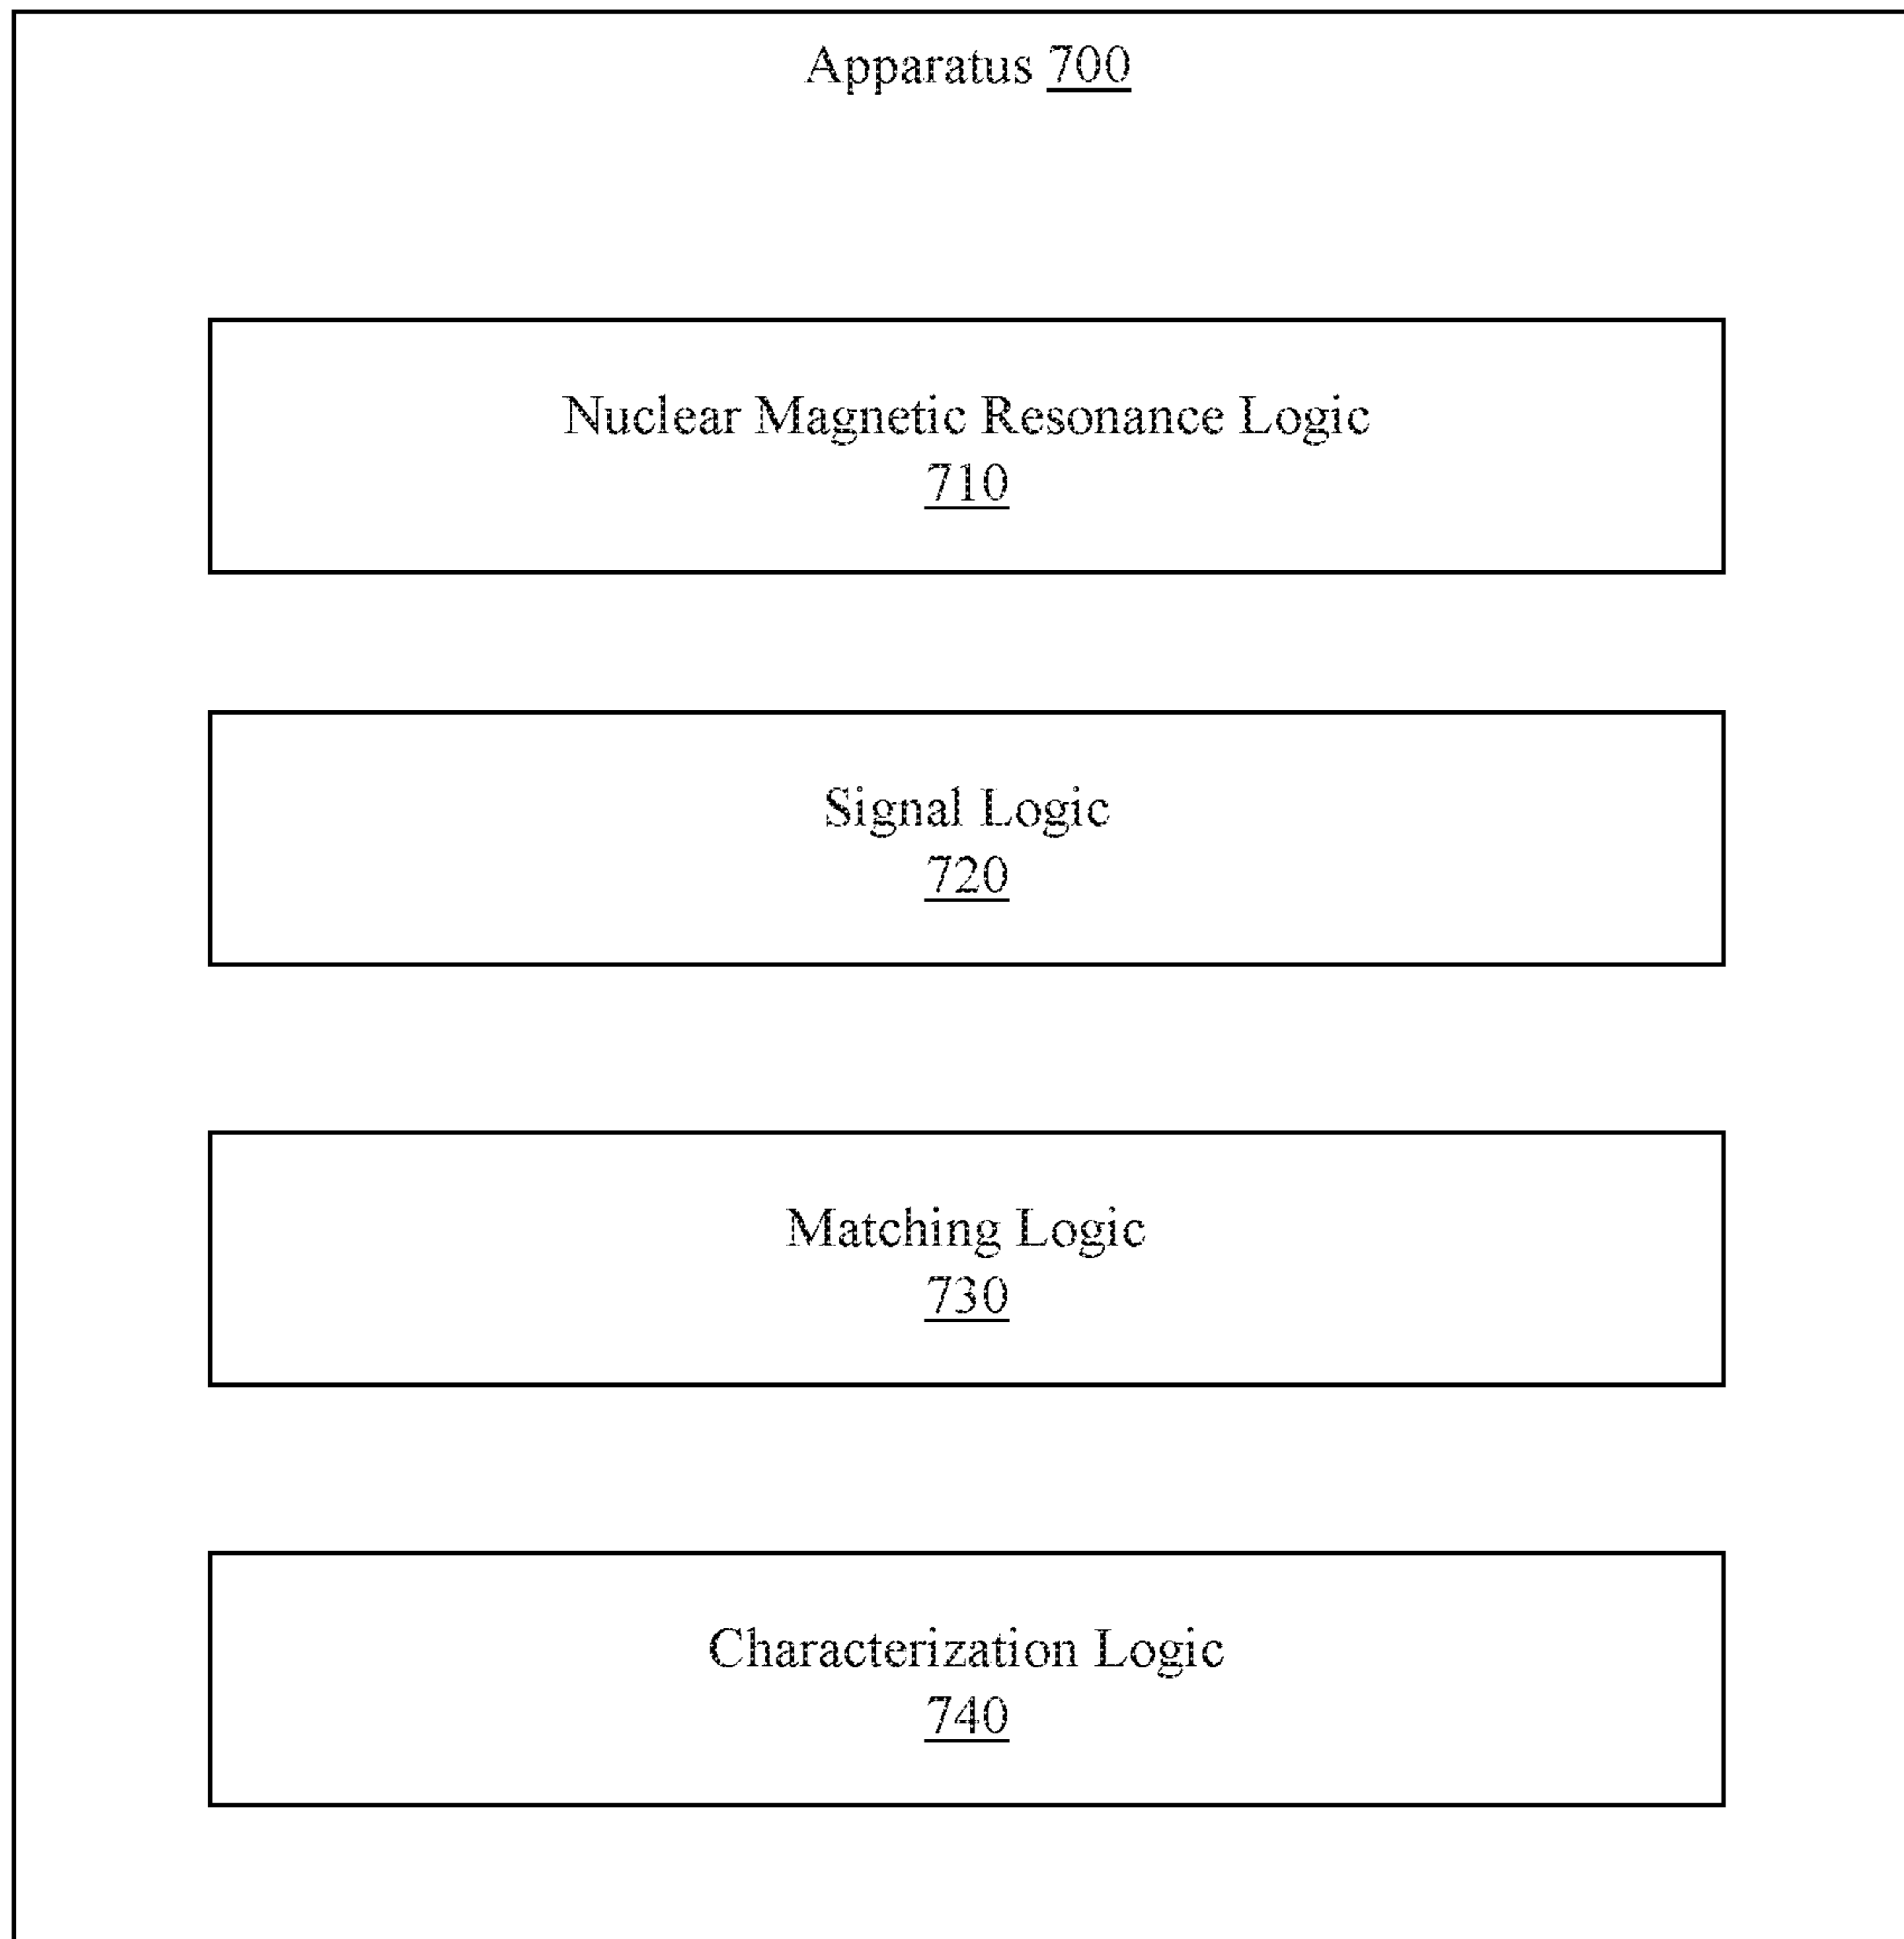 Apparatus 700
Nuclear Magnetic Resonance Logic
710
Signal Logic
720
Matching Logic
730
Characterization Logic
740